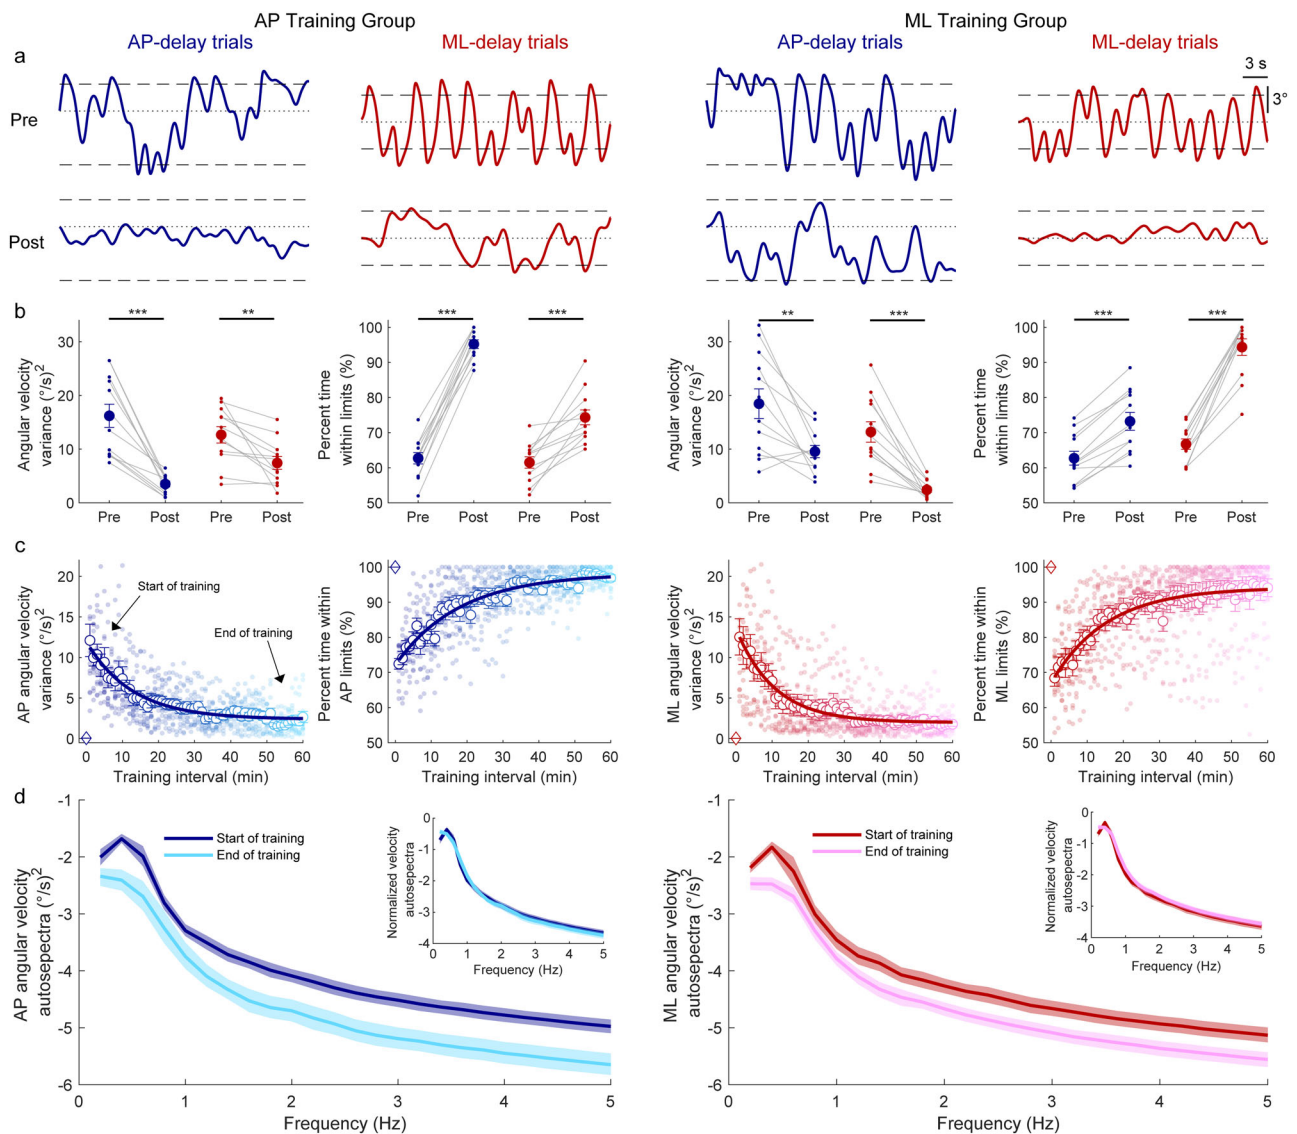 AP Training Group
ML Training Group
AP-delay trials
ML-delay trials
AP-delay trials
ML-delay trials
a
3 s
3°
Pre
Post
b
Angular velocity
variance (°/s)²
30
20
10
0
***
**
Pre
Post
Pre
Post
Percent time
within limits (%)
100
90
80
70
60
50
***
***
Pre
Post
Pre
Post
Angular velocity
variance (°/s)²
30
20
10
0
**
***
Pre
Post
Pre
Post
Percent time
within limits (%)
100
90
80
70
60
50
***
***
Pre
Post
Pre
Post
c
AP angular velocity
variance (°/s)²
20
15
10
5
0
Start of training
End of training
0 10 20 30 40 50 60
Training interval (min)
Percent time within
AP limits (%)
100
90
80
70
60
50
0 10 20 30 40 50 60
Training interval (min)
ML angular velocity
variance (°/s)²
20
15
10
5
0
0 10 20 30 40 50 60
Training interval (min)
Percent time within
ML limits (%)
100
90
80
70
60
50
0 10 20 30 40 50 60
Training interval (min)
d
AP angular velocity
autosepectra (°/s)²
-1
-2
-3
-4
-5
-6
Start of training
End of training
0 1 2 3 4 5
Frequency (Hz)
Normalized velocity
autosepectra
0
-1
-2
-3
-4
0 1 2 3 4 5
Frequency (Hz)
ML angular velocity
autosepectra (°/s)²
-1
-2
-3
-4
-5
-6
Start of training
End of training
0 1 2 3 4 5
Frequency (Hz)
Normalized velocity
autosepectra
0
-1
-2
-3
-4
0 1 2 3 4 5
Frequency (Hz)